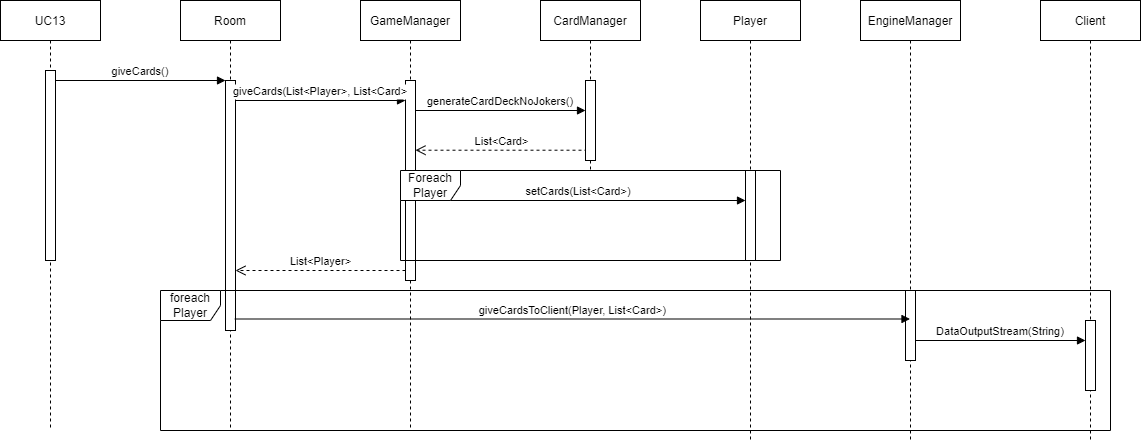 UC13
Room
GameManager
CardManager
Player
EngineManager
Client
giveCards()
giveCards(List<Player>, List<Card>
generateCardDeckNoJokers()
List<Card>
Foreach
Player
setCards(List<Card>)
List<Player>
foreach
Player
giveCardsToClient(Player, List<Card>)
DataOutputStream(String)